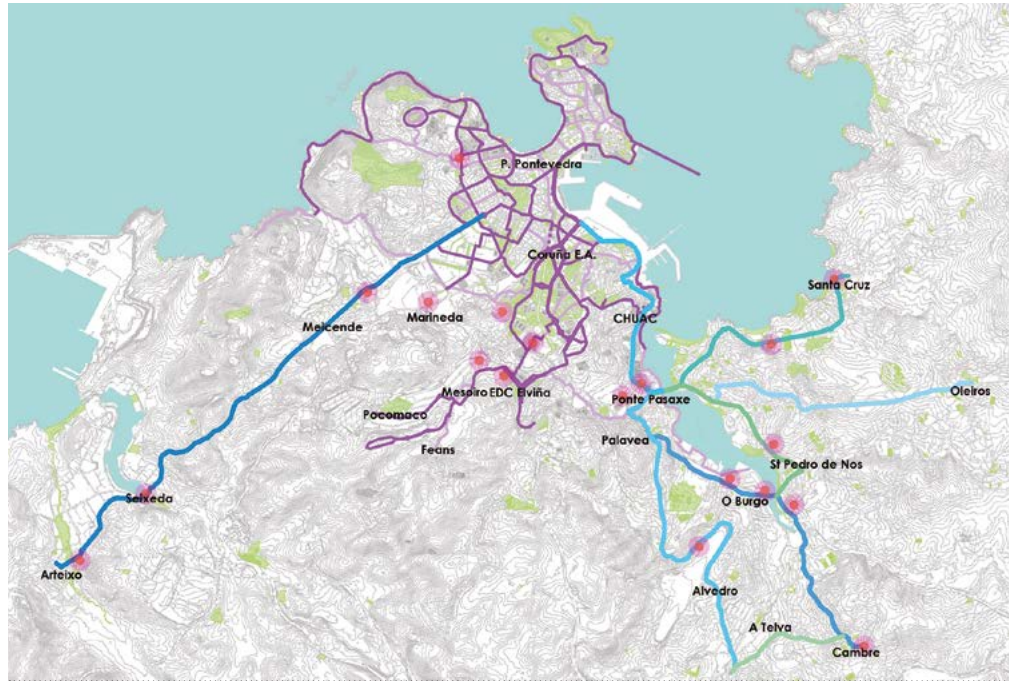 P. Pontevedra
Coruña E.A.
Santa Cruz
Meicende
Marineda
CHUAC
Mesoiro
EDC Elviña
Ponte Pasaxe
Oleiros
Pocomaco
Feans
Palavea
St Pedro de Nos
Seixeda
O Burgo
Arteixo
Alvedro
A Telva
Cambre